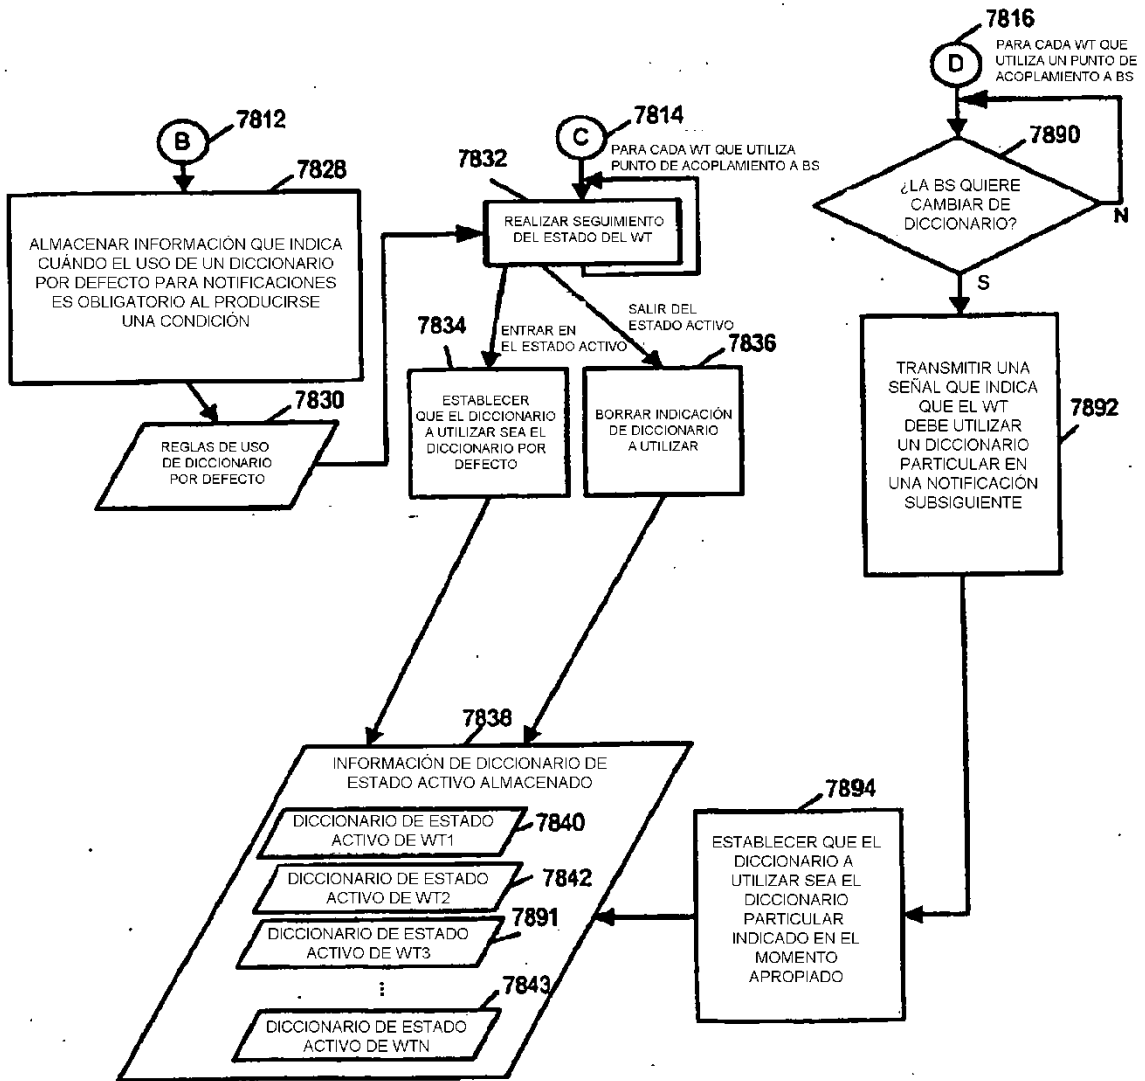 7816
D
PARA CADA WT QUE
UTILIZA UN PUNTO DE
ACOPLAMIENTO A BS
B
7812
C
7814
PARA CADA WT QUE UTILIZA
PUNTO DE ACOPLAMIENTO A BS
7828
ALMACENAR INFORMACIÓN QUE INDICA
CUÁNDO EL USO DE UN DICCIONARIO
POR DEFECTO PARA NOTIFICACIONES
ES OBLIGATORIO AL PRODUCIRSE
UNA CONDICIÓN
7832
REALIZAR SEGUIMIENTO
DEL ESTADO DEL WT
7890
¿LA BS QUIERE
CAMBIAR DE
DICCIONARIO?
N
S
7830
REGLAS DE USO
DE DICCIONARIO
POR DEFECTO
7834
ENTRAR EN
EL ESTADO ACTIVO
SALIR DEL
ESTADO ACTIVO
7836
ESTABLECER
QUE EL DICCIONARIO
A UTILIZAR SEA EL
DICCIONARIO POR
DEFECTO
BORRAR INDICACIÓN
DE DICCIONARIO
A UTILIZAR
TRANSMITIR UNA
SEÑAL QUE INDICA
QUE EL WT
DEBE UTILIZAR
UN DICCIONARIO
PARTICULAR EN
UNA NOTIFICACIÓN
SUBSIGUIENTE
7892
7838
INFORMACIÓN DE DICCIONARIO DE
ESTADO ACTIVO ALMACENADO
DICCIONARIO DE ESTADO
ACTIVO DE WT1
7840
DICCIONARIO DE ESTADO
ACTIVO DE WT2
7842
DICCIONARIO DE ESTADO
ACTIVO DE WT3
7891
⋮
DICCIONARIO DE ESTADO
ACTIVO DE WTN
7843
7894
ESTABLECER QUE EL
DICCIONARIO A
UTILIZAR SEA EL
DICCIONARIO
PARTICULAR
INDICADO EN EL
MOMENTO
APROPIADO